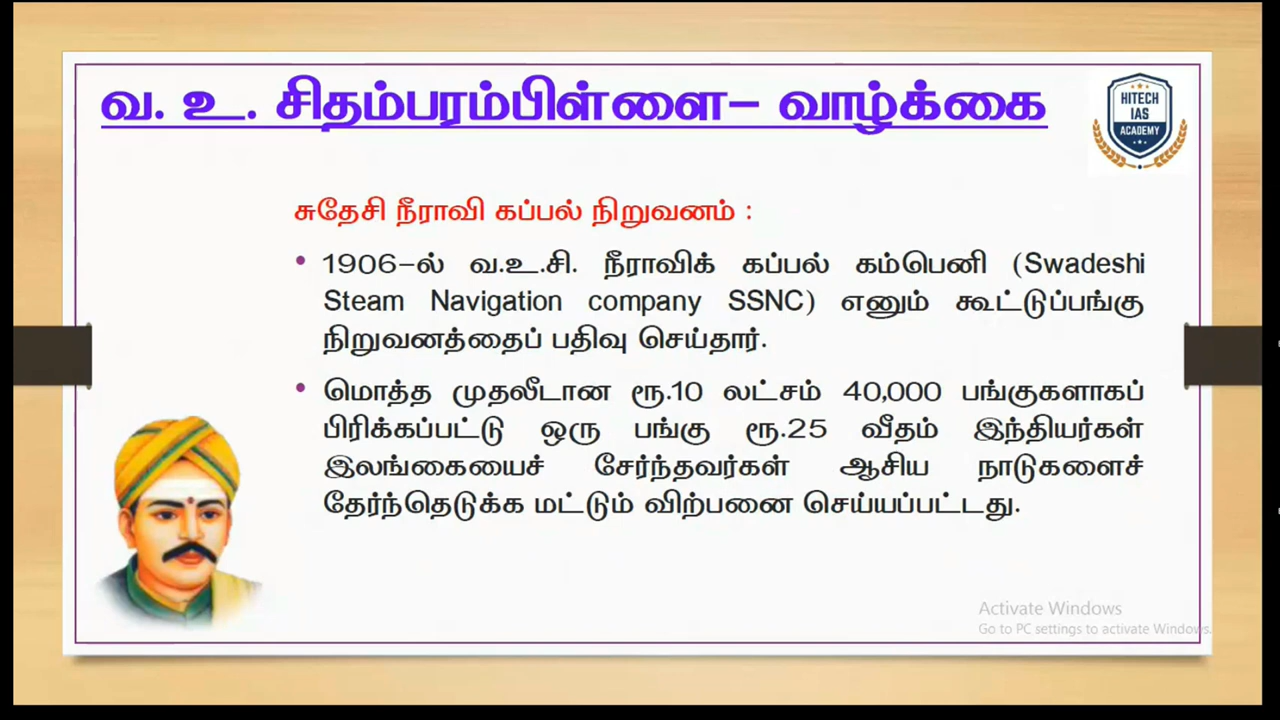 வ. உ. சிதம்பரம்பிள்ளை- வாழ்க்கை
HITECH
IAS
ACADEMY
சுதேசி நீராவி கப்பல் நிறுவனம் :
• 1906-ல் வ.உ.சி. நீராவிக் கப்பல் கம்பெனி (Swadeshi
Steam Navigation company SSNC) எனும் கூட்டுப்பங்கு
நிறுவனத்தைப் பதிவு செய்தார்.
• மொத்த முதலீடான ரூ.10 லட்சம் 40,000 பங்குகளாகப்
பிரிக்கப்பட்டு ஒரு பங்கு ரூ.25 வீதம் இந்தியர்கள்
இலங்கையைச் சேர்ந்தவர்கள் ஆசிய நாடுகளைச்
தேர்ந்தெடுக்க மட்டும் விற்பனை செய்யப்பட்டது.
Activate Windows
Go to PC settings to activate Windows.